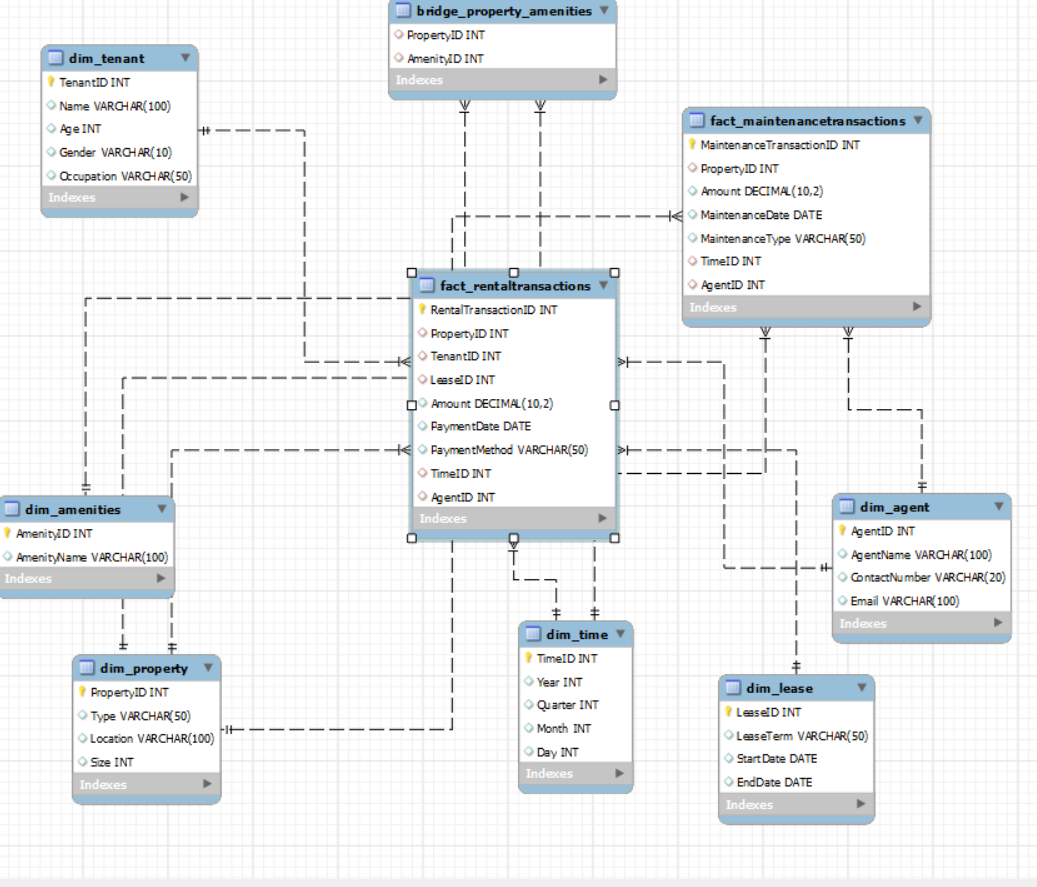 bridge_property_amenities
PropertyID INT
AmenityID INT
Indexes
dim_tenant
TenantID INT
Name VARCHAR(100)
Age INT
Gender VARCHAR(10)
Occupation VARCHAR(50)
Indexes
fact_maintenancetransactions
MaintenanceTransactionID INT
PropertyID INT
Amount DECIMAL(10,2)
MaintenanceDate DATE
MaintenanceType VARCHAR(50)
TimeID INT
AgentID INT
Indexes
fact_rentaltransactions
RentalTransactionID INT
PropertyID INT
TenantID INT
LeaseID INT
Amount DECIMAL(10,2)
PaymentDate DATE
PaymentMethod VARCHAR(50)
TimeID INT
AgentID INT
Indexes
dim_amenities
AmenityID INT
AmenityName VARCHAR(100)
Indexes
dim_agent
AgentID INT
AgentName VARCHAR(100)
ContactNumber VARCHAR(20)
Email VARCHAR(100)
Indexes
dim_property
PropertyID INT
Type VARCHAR(50)
Location VARCHAR(100)
Size INT
Indexes
dim_time
TimeID INT
Year INT
Quarter INT
Month INT
Day INT
Indexes
dim_lease
LeaseID INT
LeaseTerm VARCHAR(50)
StartDate DATE
EndDate DATE
Indexes